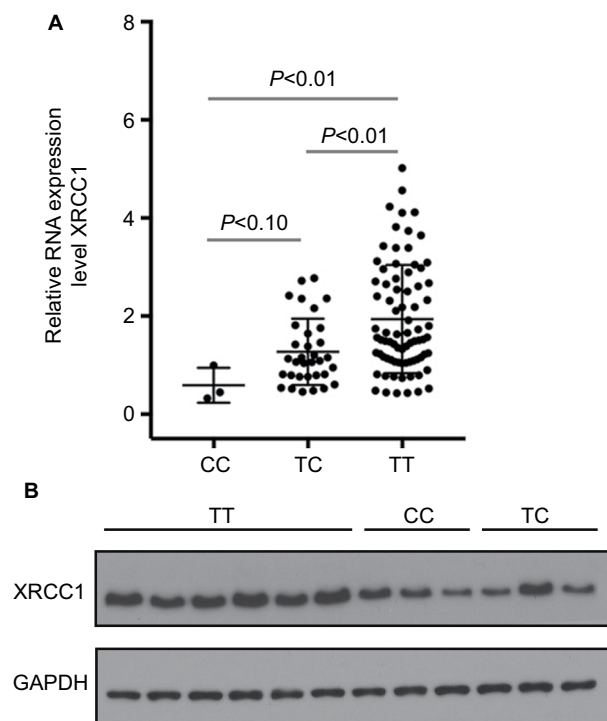 A
8
P<0.01
6
P<0.01
Relative RNA expression
level XRCC1
4
P<0.10
2
0
CC TC TT
B
TT CC TC
XRCC1
GAPDH